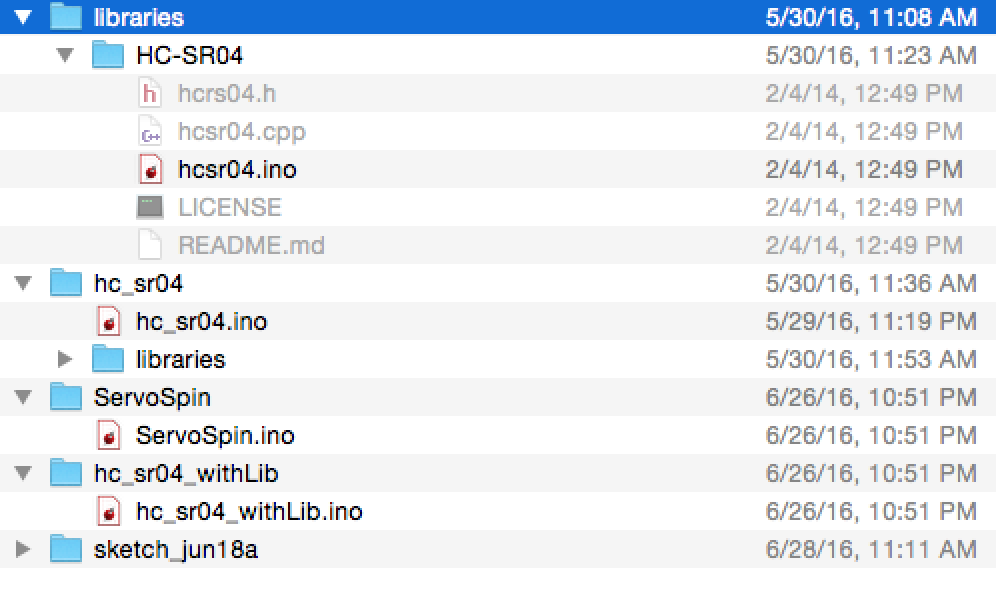 libraries 5/30/16, 11:08 AM
HC-SR04 5/30/16, 11:23 AM
hcrs04.h 2/4/14, 12:49 PM
hcsr04.cpp 2/4/14, 12:49 PM
hcsr04.ino 2/4/14, 12:49 PM
LICENSE 2/4/14, 12:49 PM
README.md 2/4/14, 12:49 PM
hc_sr04 5/30/16, 11:36 AM
hc_sr04.ino 5/29/16, 11:19 PM
libraries 5/30/16, 11:53 AM
ServoSpin 6/26/16, 10:51 PM
ServoSpin.ino 6/26/16, 10:51 PM
hc_sr04_withLib 6/26/16, 10:51 PM
hc_sr04_withLib.ino 6/26/16, 10:51 PM
sketch_jun18a 6/28/16, 11:11 AM